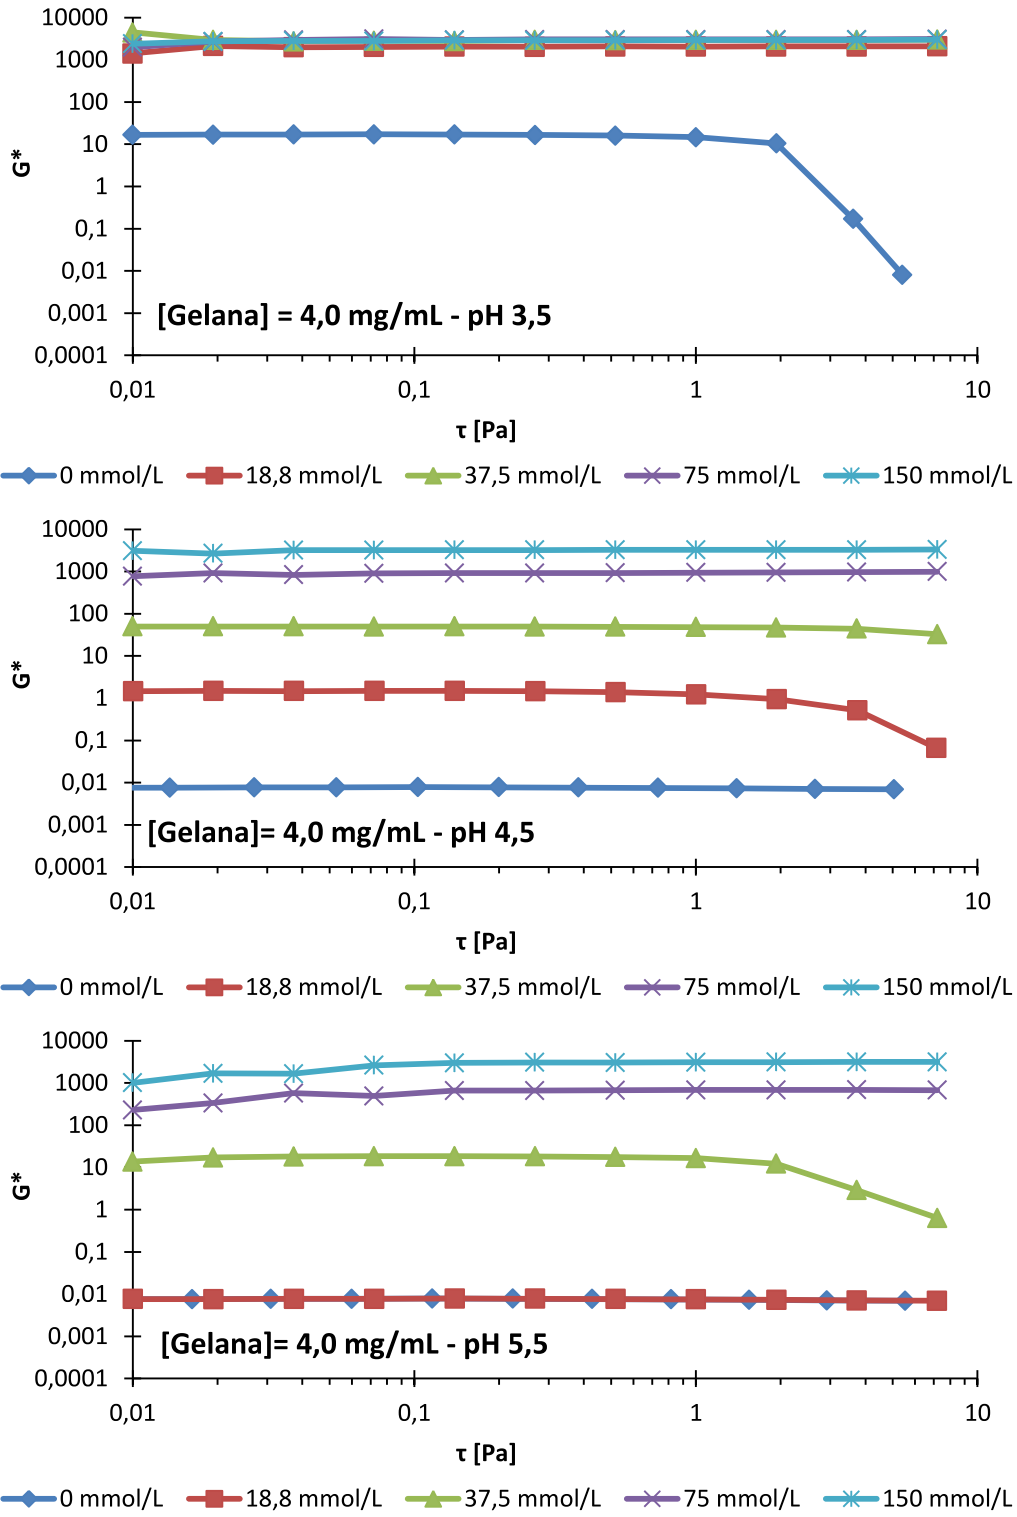 10000
1000
100
10
1
0,1
0,01
0,001
0,0001
G*
[Gelana] = 4,0 mg/mL - pH 3,5
0,01 0,1 1 10
τ [Pa]
0 mmol/L 18,8 mmol/L 37,5 mmol/L 75 mmol/L 150 mmol/L
10000
1000
100
10
1
0,1
0,01
0,001
0,0001
G*
[Gelana]= 4,0 mg/mL - pH 4,5
0,01 0,1 1 10
τ [Pa]
0 mmol/L 18,8 mmol/L 37,5 mmol/L 75 mmol/L 150 mmol/L
10000
1000
100
10
1
0,1
0,01
0,001
0,0001
G*
[Gelana]= 4,0 mg/mL - pH 5,5
0,01 0,1 1 10
τ [Pa]
0 mmol/L 18,8 mmol/L 37,5 mmol/L 75 mmol/L 150 mmol/L